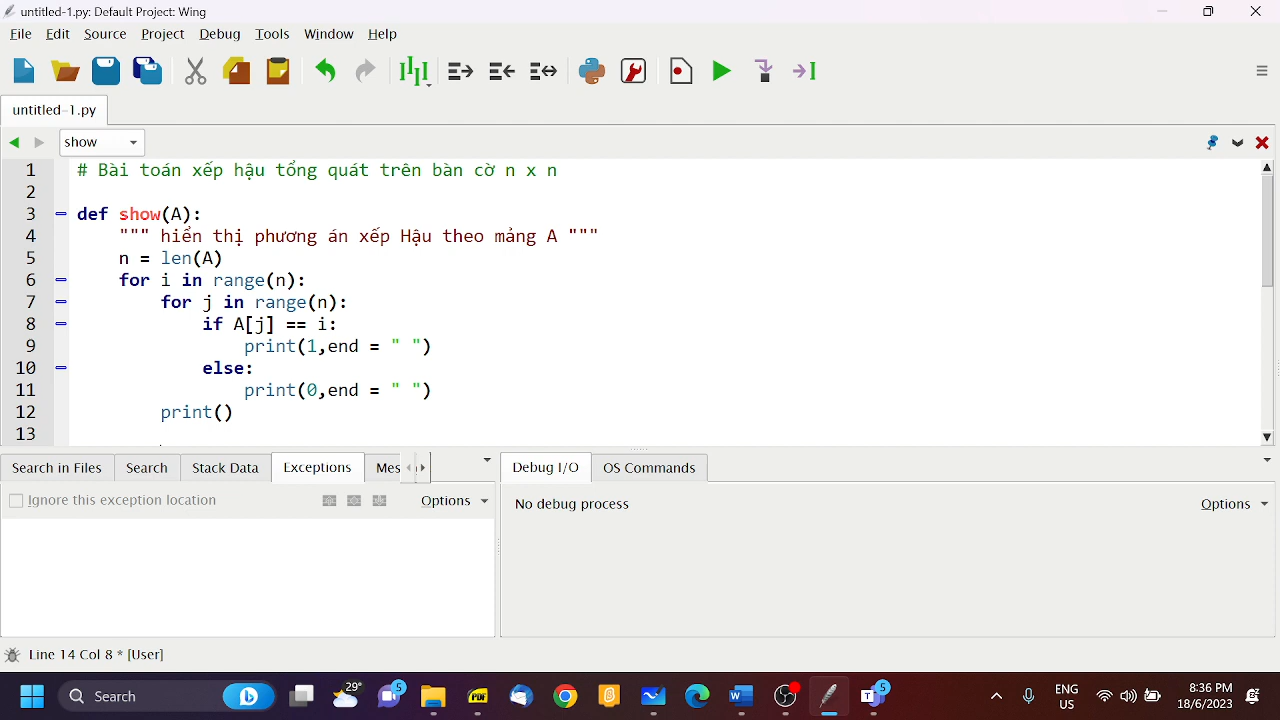 untitled-1.py: Default Project: Wing
File Edit Source Project Debug Tools Window Help
untitled-1.py
show
1 # Bài toán xếp hậu tổng quát trên bàn cờ n x n
2
3 def show(A):
4 """ hiển thị phương án xếp Hậu theo mảng A """
5 n = len(A)
6 for i in range(n):
7 for j in range(n):
8 if A[j] == i:
9 print(1,end = " ")
10 else:
11 print(0,end = " ")
12 print()
13
Search in Files Search Stack Data Exceptions Mes
Debug I/O OS Commands
Ignore this exception location Options
No debug process Options
Line 14 Col 8 * [User]
Search
29°
5
PDF
W
T 5
ENG
US
8:36 PM
18/6/2023